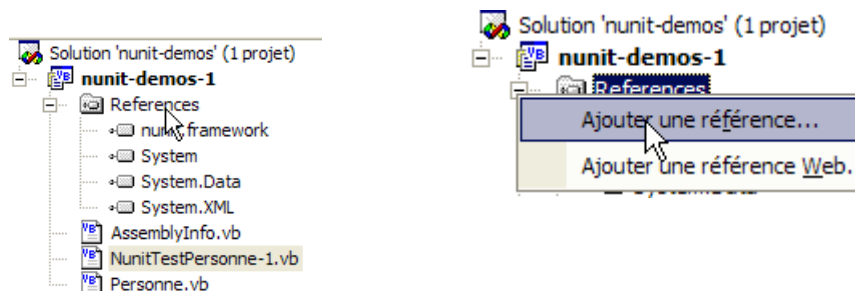 Solution 'nunit-demos' (1 projet)
nunit-demos-1
References
nunit.framework
System
System.Data
System.XML
AssemblyInfo.vb
NunitTestPersonne-1.vb
Personne.vb
Solution 'nunit-demos' (1 projet)
nunit-demos-1
References
Ajouter une référence...
Ajouter une référence Web.